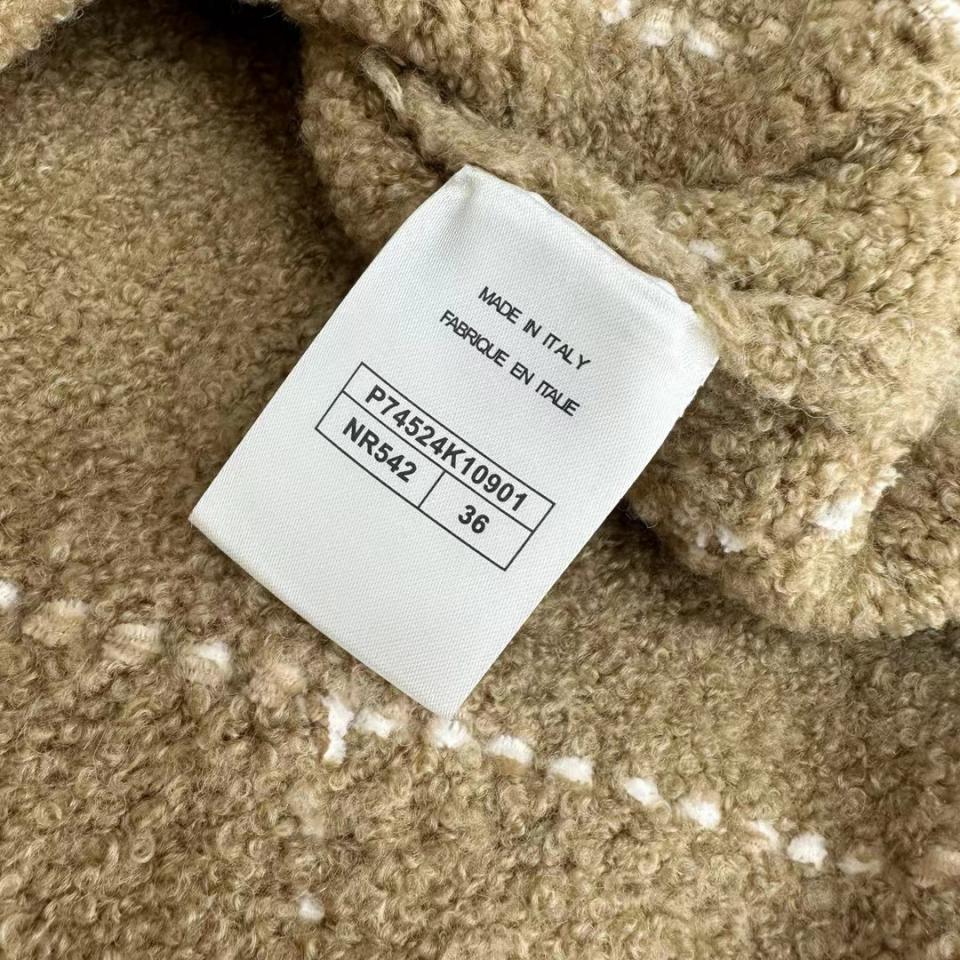 MADE IN ITALY
FABRIQUE EN ITALIE
P74524K10901
NR542 36